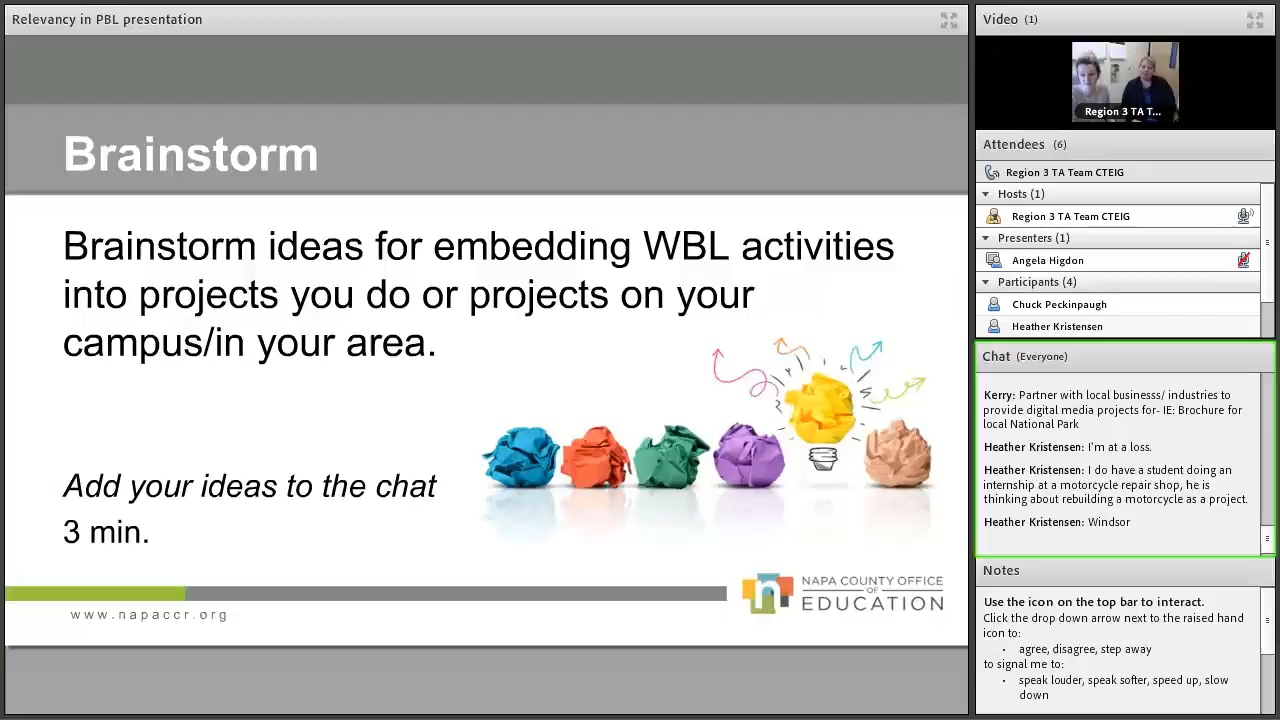 Relevancy in PBL presentation
Brainstorm
Brainstorm ideas for embedding WBL activities
into projects you do or projects on your
campus/in your area.
Add your ideas to the chat
3 min.
www.napaccr.org
NAPA COUNTY OFFICE
OF
EDUCATION
Video (1)
Region 3 TA T...
Attendees (6)
Region 3 TA Team CTEIG
Hosts (1)
Region 3 TA Team CTEIG
Presenters (1)
Angela Higdon
Participants (4)
Chuck Peckinpaugh
Heather Kristensen
Chat (Everyone)
Kerry: Partner with local businesss/ industries to
provide digital media projects for- IE: Brochure for
local National Park
Heather Kristensen: I'm at a loss.
Heather Kristensen: I do have a student doing an
internship at a motorcycle repair shop, he is
thinking about rebuilding a motorcycle as a project.
Heather Kristensen: Windsor
Notes
Use the icon on the top bar to interact.
Click the drop down arrow next to the raised hand
icon to:
• agree, disagree, step away
to signal me to:
• speak louder, speak softer, speed up, slow
down